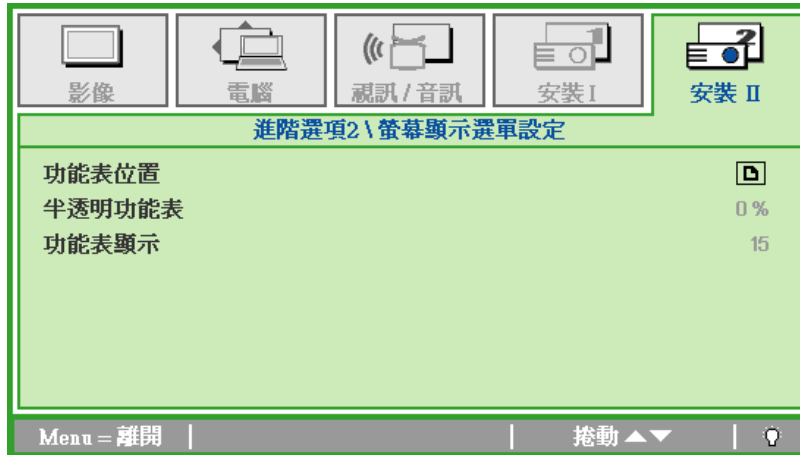 影像 電腦 視訊 / 音訊 安裝 I 安裝 II
進階選項2 \ 螢幕顯示選單設定
功能表位置
半透明功能表 0 %
功能表顯示 15
Menu = 離開 捲動▲▼